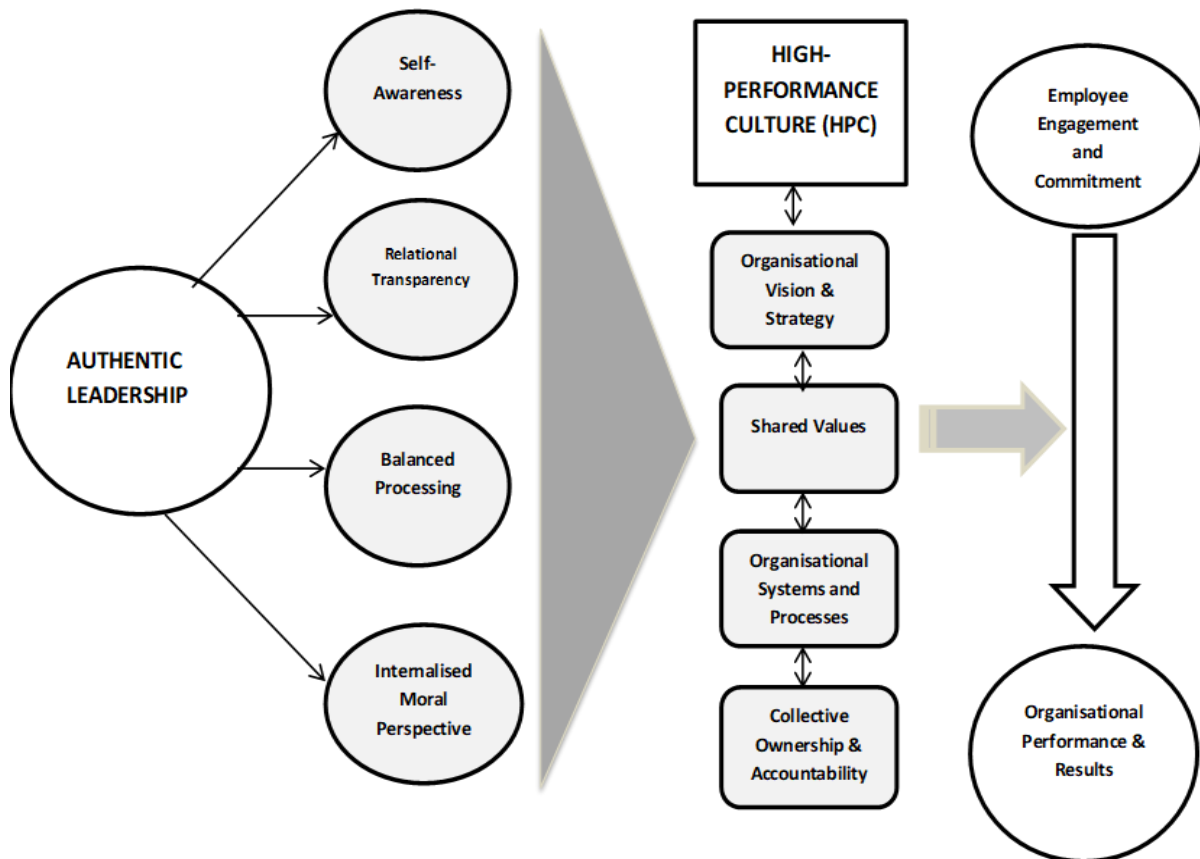 AUTHENTIC
LEADERSHIP
Self-
Awareness
Relational
Transparency
Balanced
Processing
Internalised
Moral
Perspective
HIGH-
PERFORMANCE
CULTURE (HPC)
Organisational
Vision &
Strategy
Shared Values
Organisational
Systems and
Processes
Collective
Ownership &
Accountability
Employee
Engagement
and
Commitment
Organisational
Performance &
Results